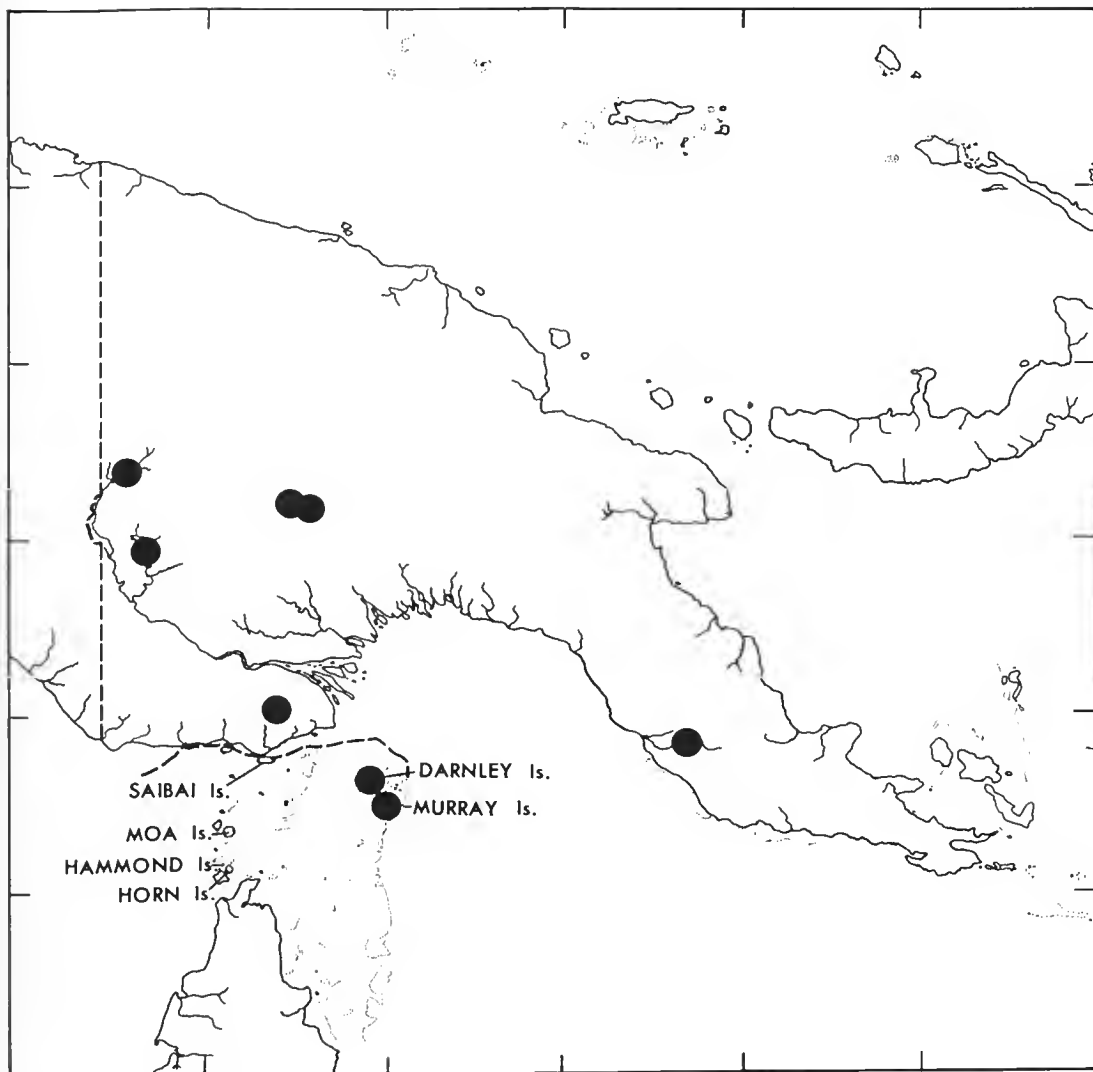 DARNLEY Is.
SAIBAI Is.
MURRAY Is.
MOA Is.
HAMMOND Is
HORN Is.